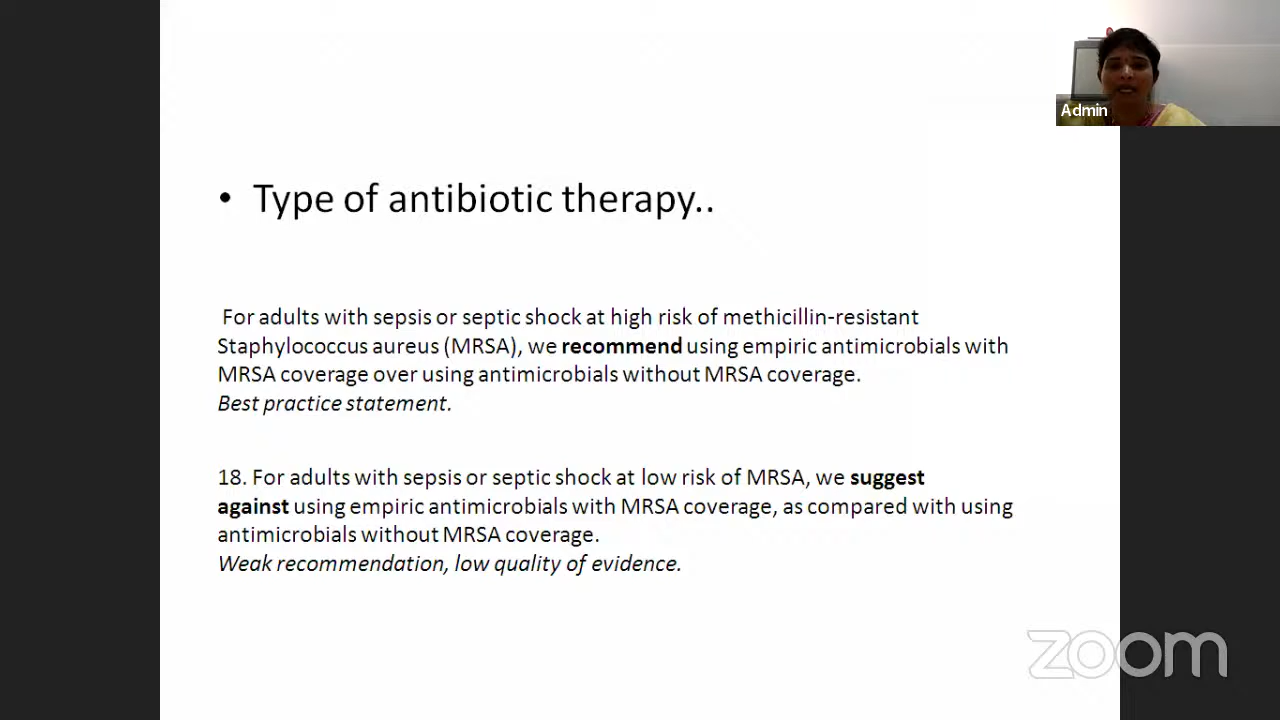 Admin
• Type of antibiotic therapy..
For adults with sepsis or septic shock at high risk of methicillin-resistant
Staphylococcus aureus (MRSA), we recommend using empiric antimicrobials with
MRSA coverage over using antimicrobials without MRSA coverage.
Best practice statement.
18. For adults with sepsis or septic shock at low risk of MRSA, we suggest
against using empiric antimicrobials with MRSA coverage, as compared with using
antimicrobials without MRSA coverage.
Weak recommendation, low quality of evidence.
zoom